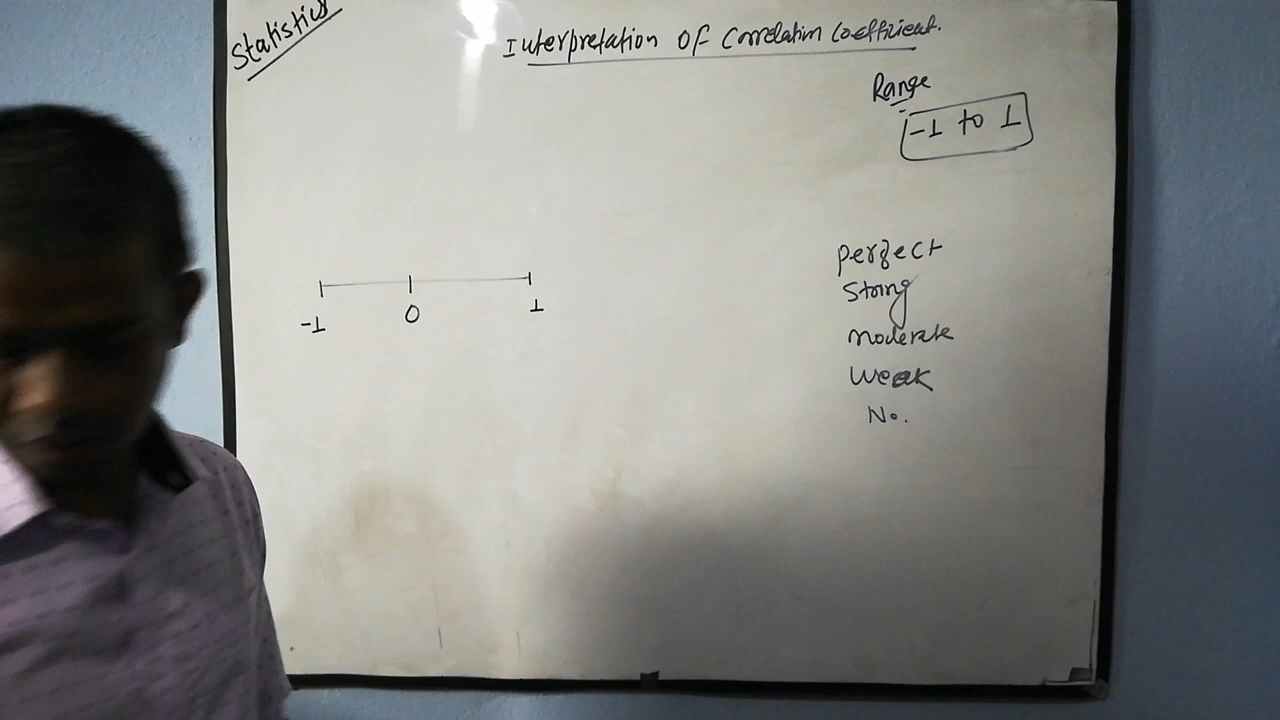 Statistics
Interpretation Of Correlation Coefficient.
Range
-1 to 1
-1 0 1
perfect
Strong
moderate
weak
No.